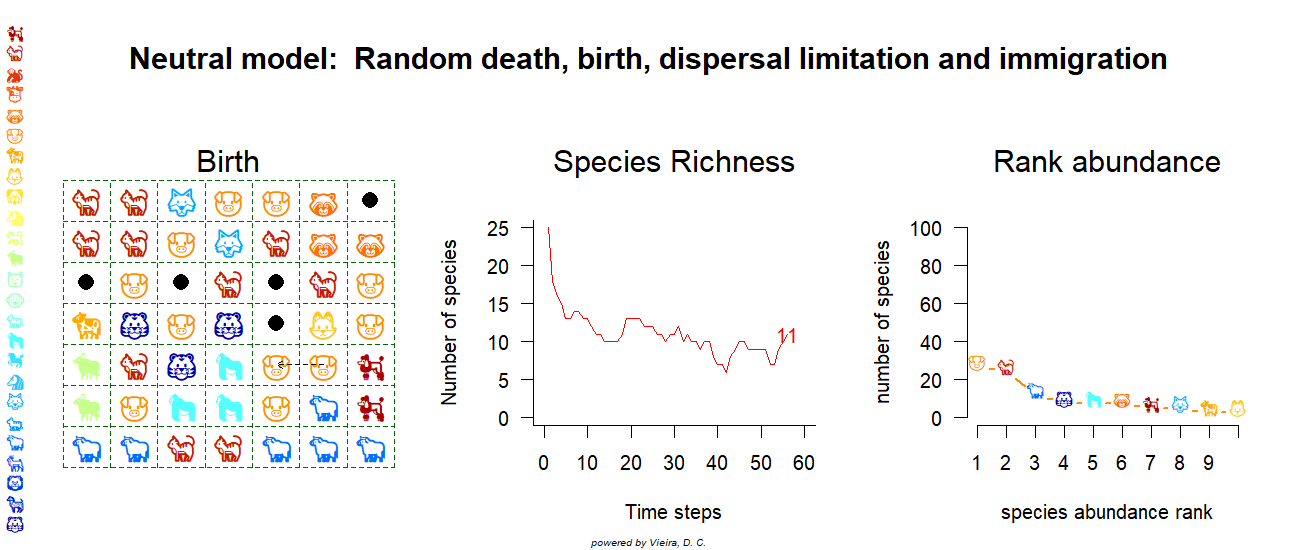 Neutral model:  Random death, birth, dispersal limitation and immigration
Birth
Species Richness
Number of species
25
20
15
10
5
0
11
0 10 20 30 40 50 60
Time steps
Rank abundance
number of species
100
80
60
40
20
0
1 2 3 4 5 6 7 8 9
species abundance rank
powered by Vieira, D. C.